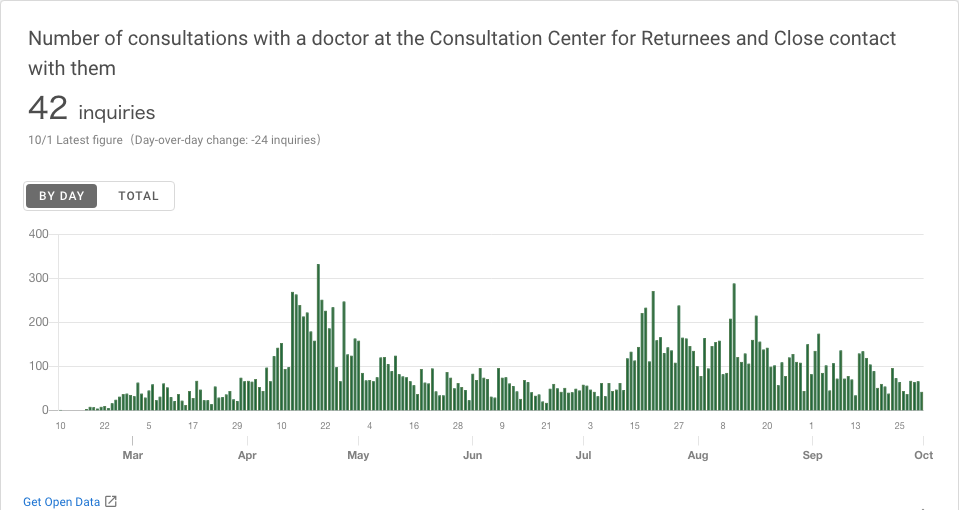 Number of consultations with a doctor at the Consultation Center for Returnees and Close contact
with them
42 inquiries
10/1 Latest figure（Day-over-day change: -24 inquiries）
BY DAY TOTAL
400
300
200
100
0
10 22 5 17 29 10 22 4 16 28 9 21 3 15 27 8 20 1 13 25
Mar Apr May Jun Jul Aug Sep Oct
Get Open Data